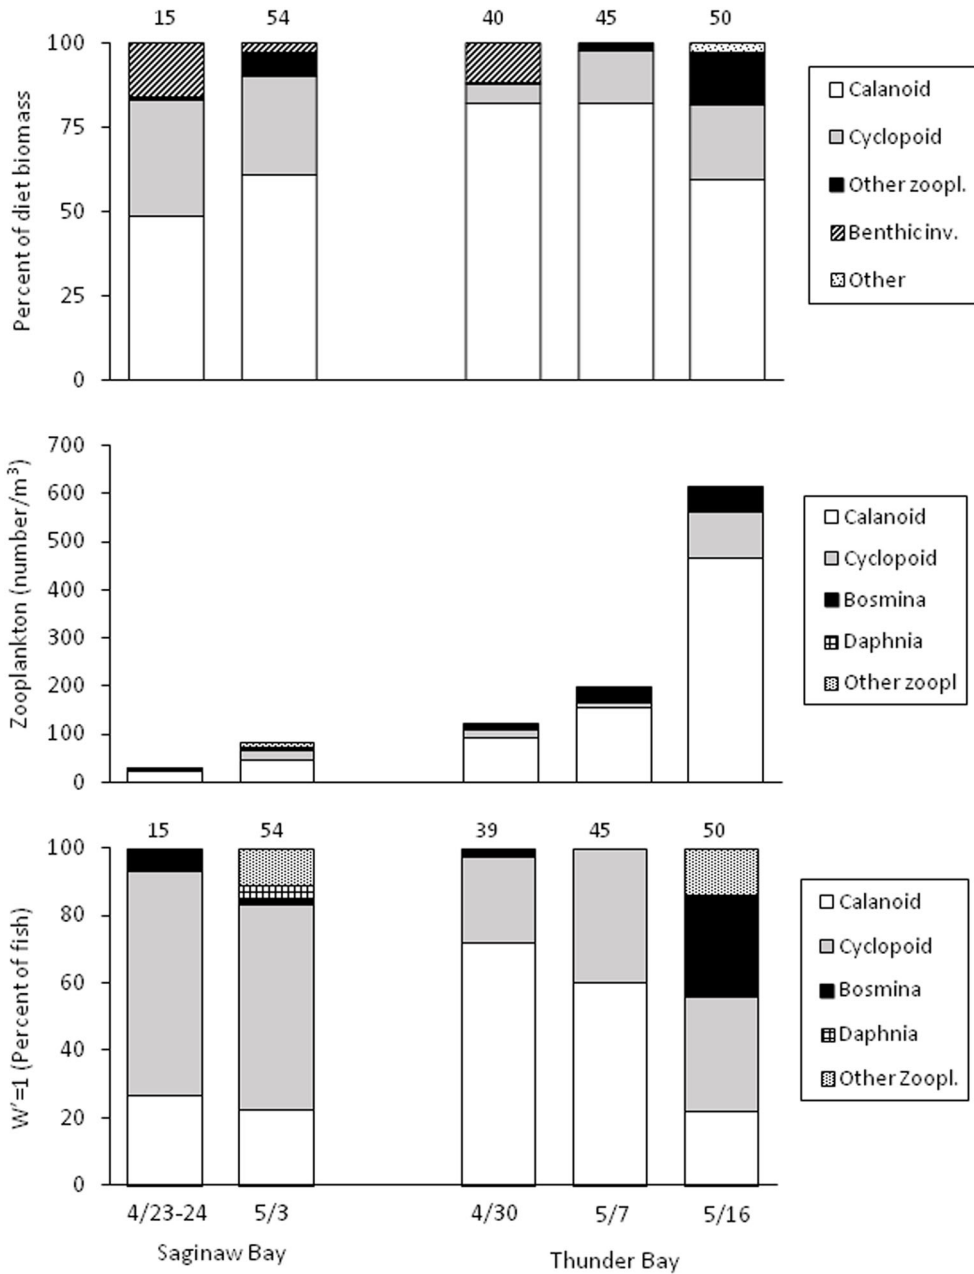 15 54 40 45 50
Percent of diet biomass
100
75
50
25
0
Calanoid
Cyclopoid
Other zoopl.
Benthic inv.
Other
Zooplankton (number/m³)
700
600
500
400
300
200
100
0
Calanoid
Cyclopoid
Bosmina
Daphnia
Other zoopl
15 54 39 45 50
W'=1 (Percent of fish)
100
80
60
40
20
0
Calanoid
Cyclopoid
Bosmina
Daphnia
Other Zoopl.
4/23-24 5/3 4/30 5/7 5/16
Saginaw Bay Thunder Bay